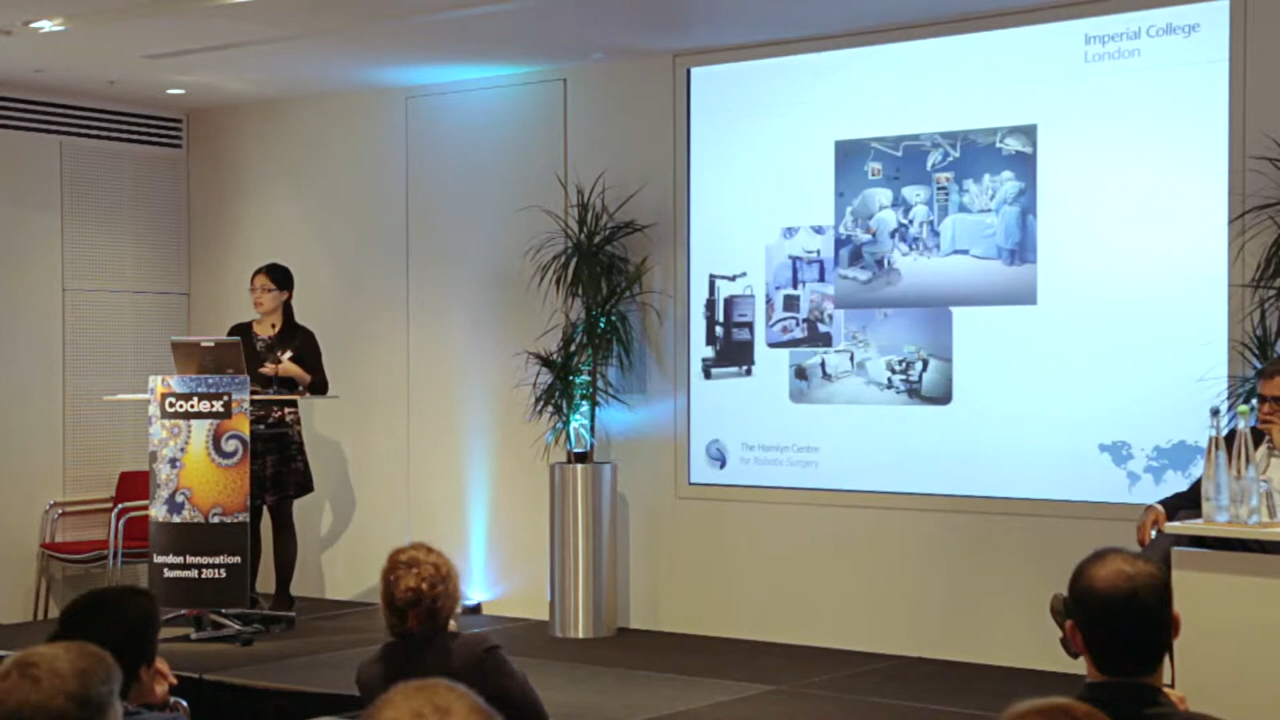 Imperial College
London
The Hamlyn Centre
for Robotic Surgery
Codex
London Innovation
Summit 2015